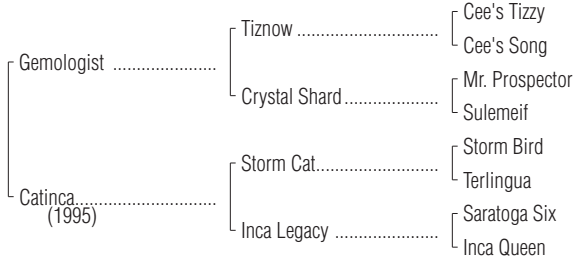 Cee's Tizzy
Tiznow ........................................
Cee's Song
Gemologist .....................
Mr. Prospector
Crystal Shard ..........................
Sulemeif
Storm Bird
Storm Cat..................................
Terlingua
Catinca.............................
(1995)
Saratoga Six
Inca Legacy .............................
Inca Queen